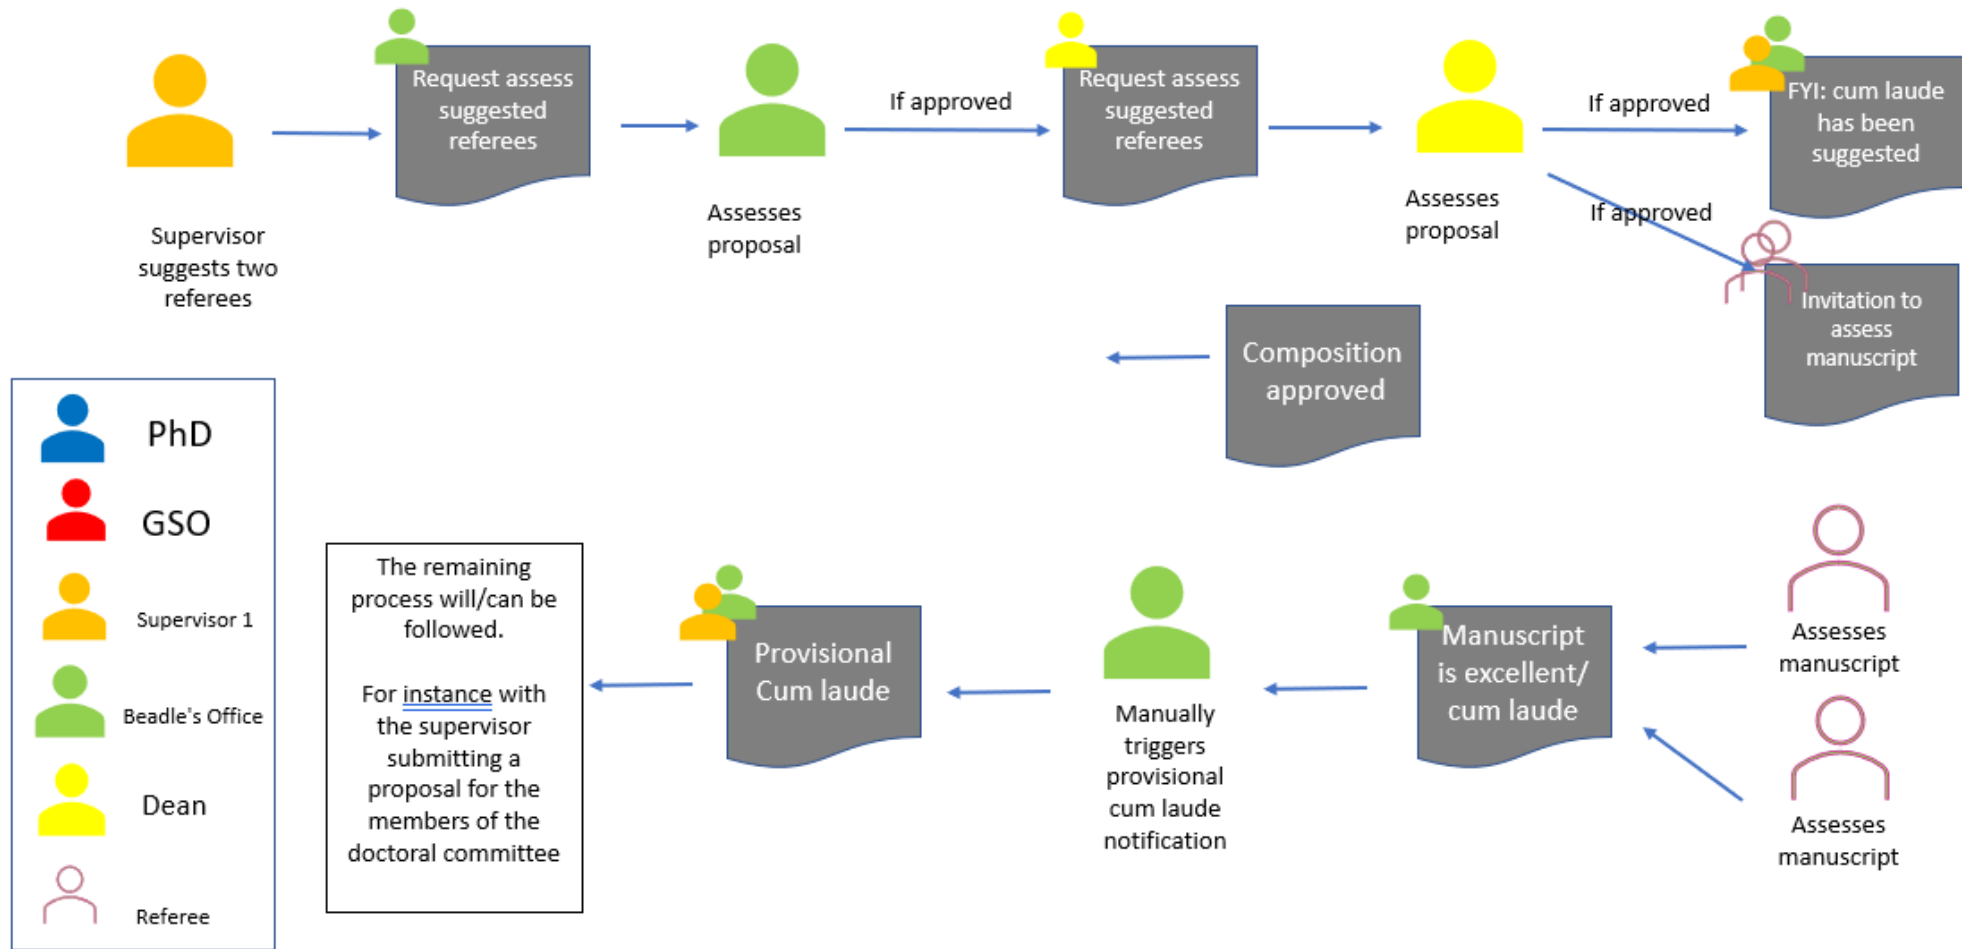 Supervisor
suggests two
referees
Request assess
suggested
referees
Assesses
proposal
If approved
Request assess
suggested
referees
Assesses
proposal
If approved
FYI: cum laude
has been
suggested
If approved
Invitation to
assess
manuscript
Composition
approved
PhD
GSO
Supervisor 1
Beadle's Office
Dean
Referee
The remaining
process will/can be
followed.
For instance with
the supervisor
submitting a
proposal for the
members of the
doctoral committee
Provisional
Cum laude
Manually
triggers
provisional
cum laude
notification
Manuscript
is excellent/
cum laude
Assesses
manuscript
Assesses
manuscript